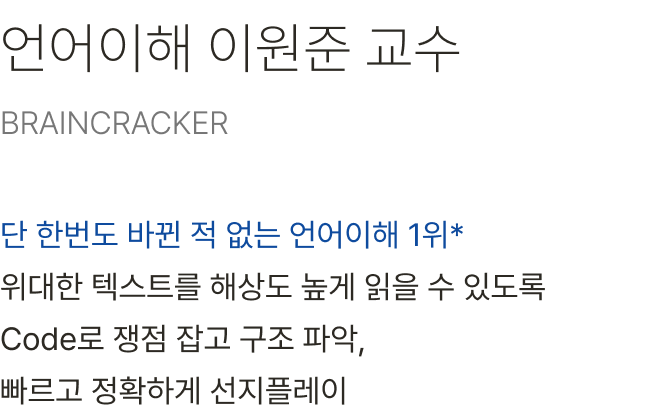 언어이해 이원준 교수
BRAINCRACKER
단 한번도 바뀐 적 없는 언어이해 1위*
위대한 텍스트를 해상도 높게 읽을 수 있도록
Code로 쟁점 잡고 구조 파악,
빠르고 정확하게 선지플레이